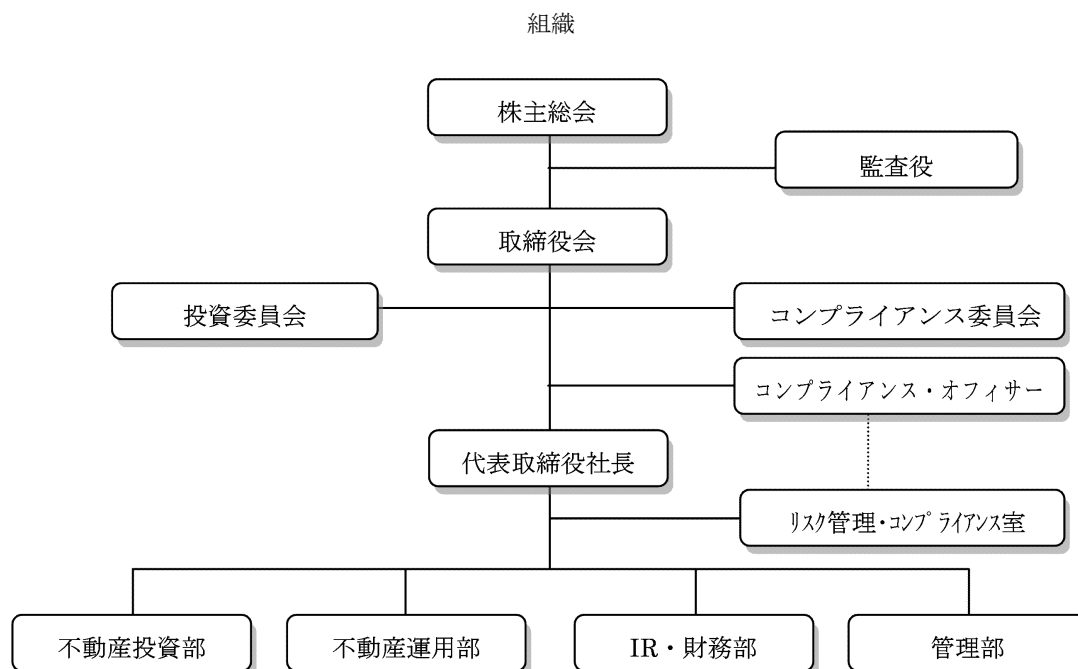 組織
株主総会
監査役
取締役会
投資委員会
コンプライアンス委員会
コンプライアンス・オフィサー
代表取締役社長
ﾘｽｸ管理・ｺﾝﾌﾟﾗｲｱﾝｽ室
不動産投資部
不動産運用部
IR・財務部
管理部